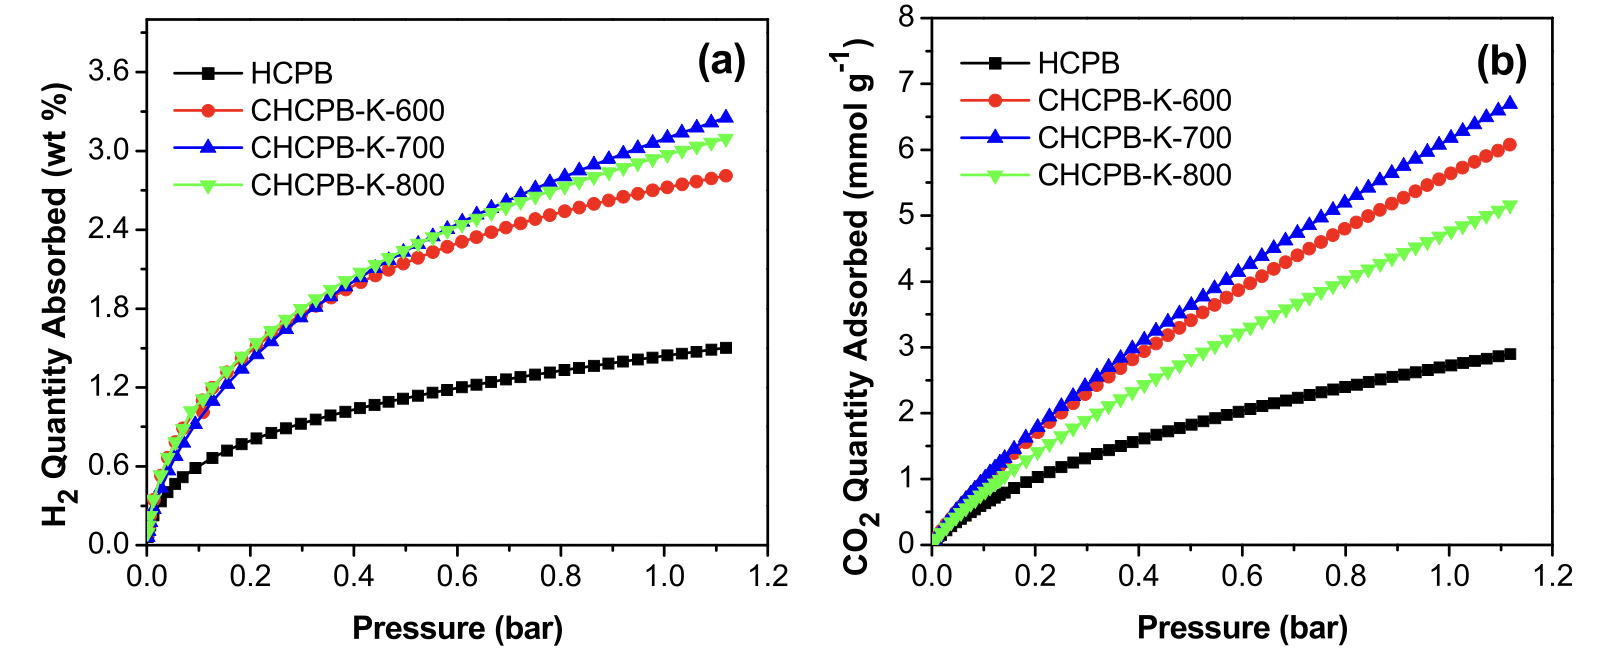 (a)
HCPB
CHCPB-K-600
CHCPB-K-700
CHCPB-K-800
H2 Quantity Absorbed (wt %)
3.6
3.0
2.4
1.8
1.2
0.6
0.0
0.0 0.2 0.4 0.6 0.8 1.0 1.2
Pressure (bar)
(b)
HCPB
CHCPB-K-600
CHCPB-K-700
CHCPB-K-800
CO2 Quantity Adsorbed (mmol g-1)
8
7
6
5
4
3
2
1
0
0.0 0.2 0.4 0.6 0.8 1.0 1.2
Pressure (bar)